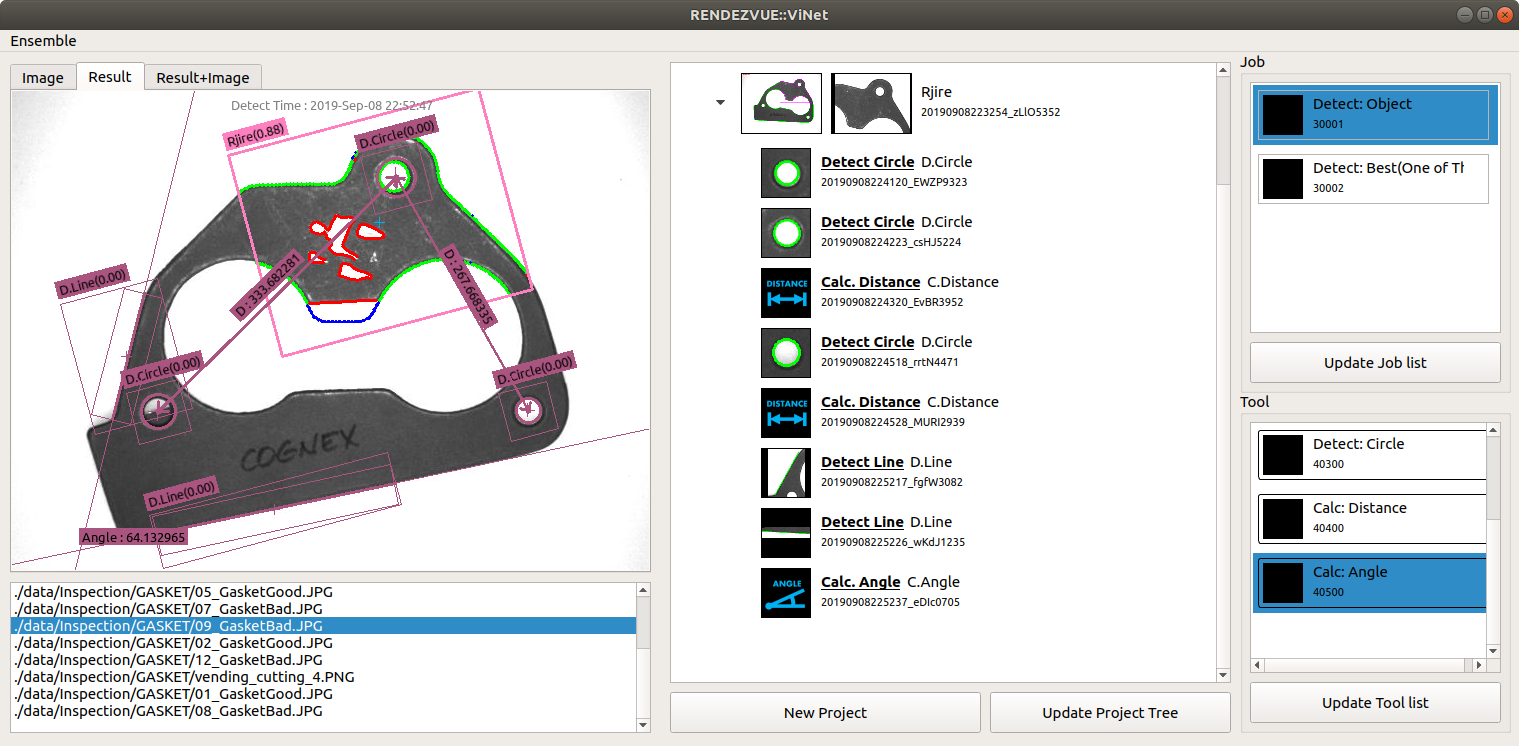 RENDEZVUE::ViNet
Ensemble
Image
Result
Result+Image
Detect Time : 2019-Sep-08 22:52:47
Rjire(0.88)
D.Circle(0.00)
D.Line(0.00)
D : 333.682281
D : 267.668335
D.Circle(0.00)
D.Circle(0.00)
COGNEX
D.Line(0.00)
Angle : 64.132965
./data/Inspection/GASKET/05_GasketGood.JPG
./data/Inspection/GASKET/07_GasketBad.JPG
./data/Inspection/GASKET/09_GasketBad.JPG
./data/Inspection/GASKET/02_GasketGood.JPG
./data/Inspection/GASKET/12_GasketBad.JPG
./data/Inspection/GASKET/vending_cutting_4.PNG
./data/Inspection/GASKET/01_GasketGood.JPG
./data/Inspection/GASKET/08_GasketBad.JPG
Rjire
20190908223254_zLlO5352
Detect Circle D.Circle
20190908224120_EWZP9323
Detect Circle D.Circle
20190908224223_csHJ5224
DISTANCE
Calc. Distance C.Distance
20190908224320_EvBR3952
Detect Circle D.Circle
20190908224518_rrtN4471
DISTANCE
Calc. Distance C.Distance
20190908224528_MURI2939
Detect Line D.Line
20190908225217_fgfW3082
Detect Line D.Line
20190908225226_wKdJ1235
ANGLE
Calc. Angle C.Angle
20190908225237_eDIc0705
New Project
Update Project Tree
Job
Detect: Object
30001
Detect: Best(One of Th
30002
Update Job list
Tool
Detect: Circle
40300
Calc: Distance
40400
Calc: Angle
40500
Update Tool list